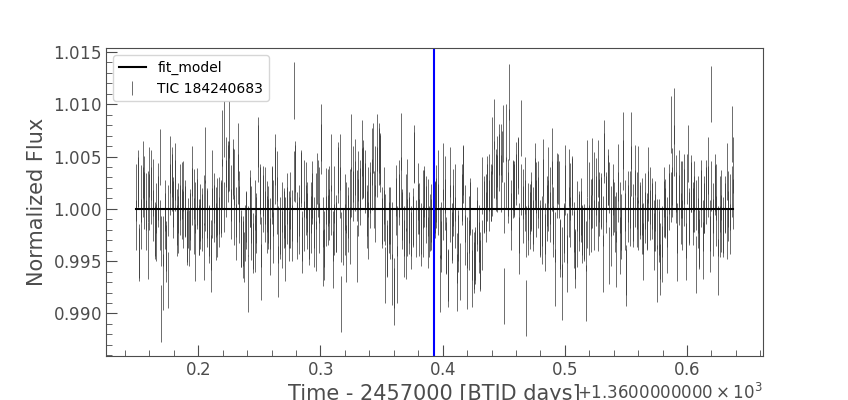 1.015
1.010
1.005
1.000
0.995
0.990
Normalized Flux
fit_model
TIC 184240683
0.2 0.3 0.4 0.5 0.6
Time - 2457000 [BTJD days]
+1.3600000000 × 10³